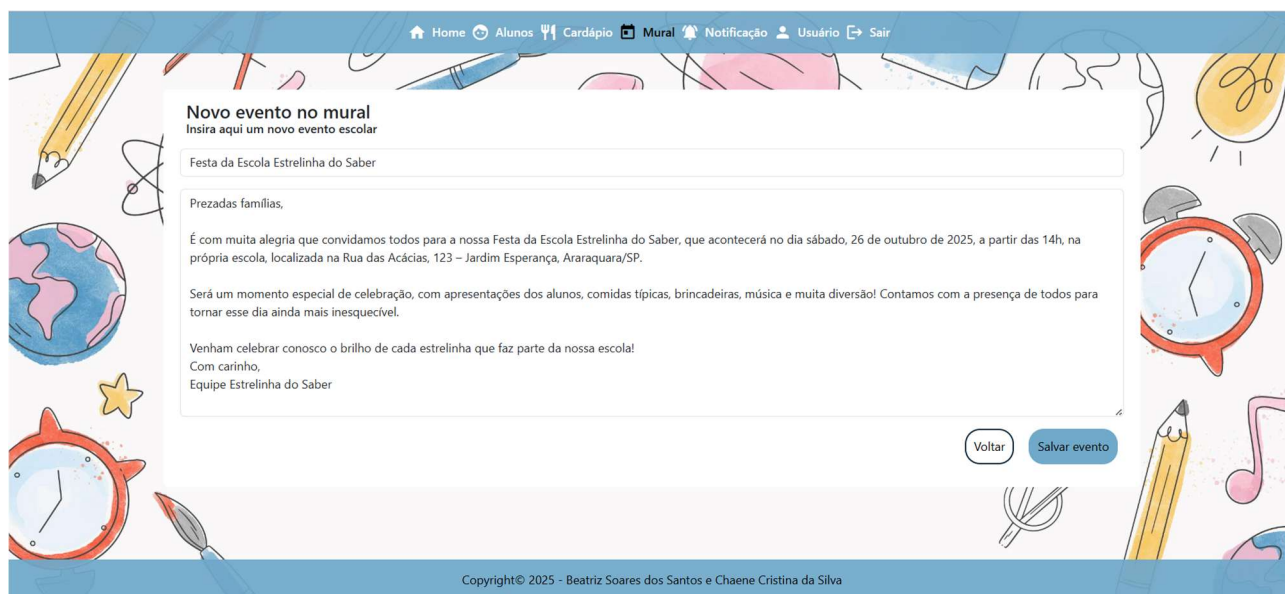 Home Alunos Cardápio Mural Notificação Usuário Sair
Novo evento no mural
Insira aqui um novo evento escolar
Festa da Escola Estrelinha do Saber
Prezadas famílias,
É com muita alegria que convidamos todos para a nossa Festa da Escola Estrelinha do Saber, que acontecerá no dia sábado, 26 de outubro de 2025, a partir das 14h, na
própria escola, localizada na Rua das Acácias, 123 – Jardim Esperança, Araraquara/SP.
Será um momento especial de celebração, com apresentações dos alunos, comidas típicas, brincadeiras, música e muita diversão! Contamos com a presença de todos para
tornar esse dia ainda mais inesquecível.
Venham celebrar conosco o brilho de cada estrelinha que faz parte da nossa escola!
Com carinho,
Equipe Estrelinha do Saber
Voltar Salvar evento
Copyright© 2025 - Beatriz Soares dos Santos e Chaene Cristina da Silva